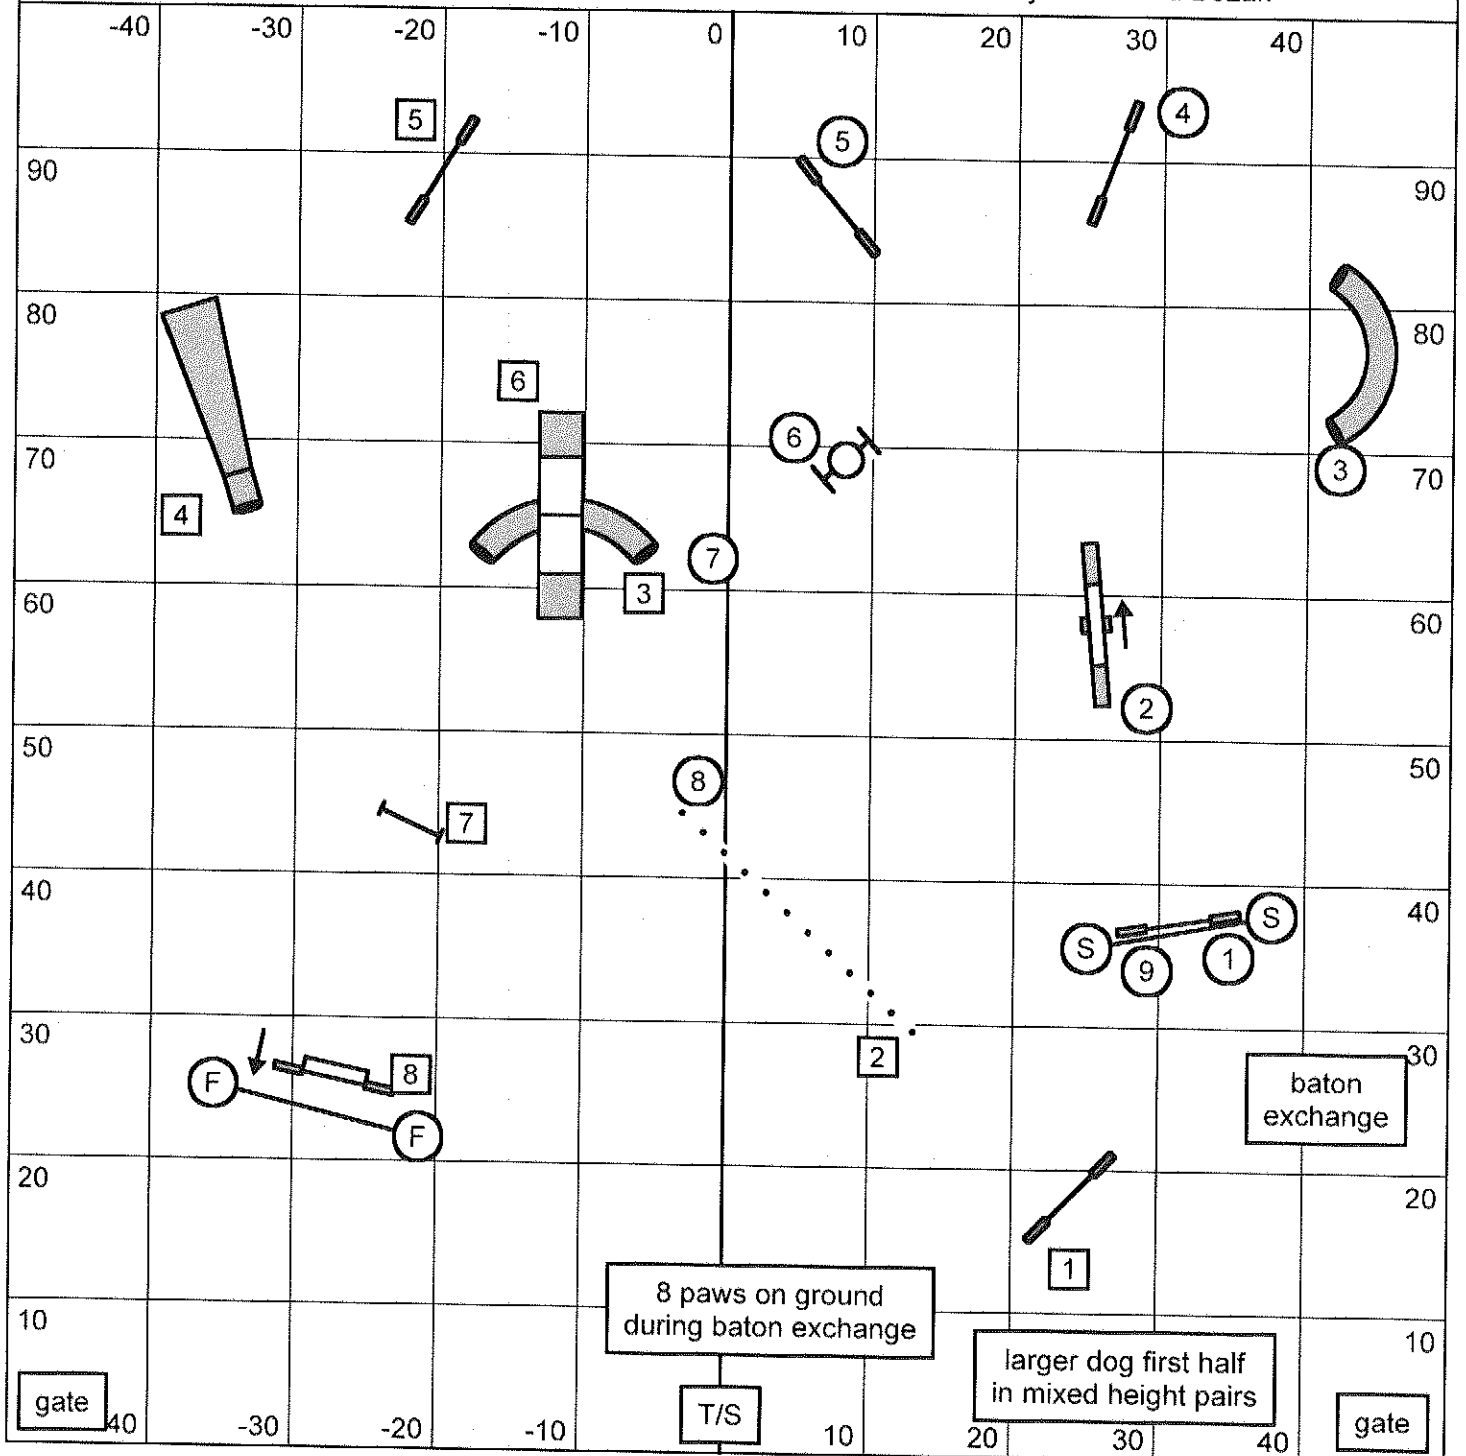 -40 -30 -20 -10 0 10 20 30 40
5 5 4
90 90
80 80
6
6
70 70
3
4
7
3
60 60
2
50 50
8
7
40 40
S S
9 1
30 30
2
8
F
F
baton
exchange
20 20
1
8 paws on ground
during baton exchange
10 10
larger dog first half
in mixed height pairs
gate T/S gate
40 -30 -20 -10 10 20 30 40